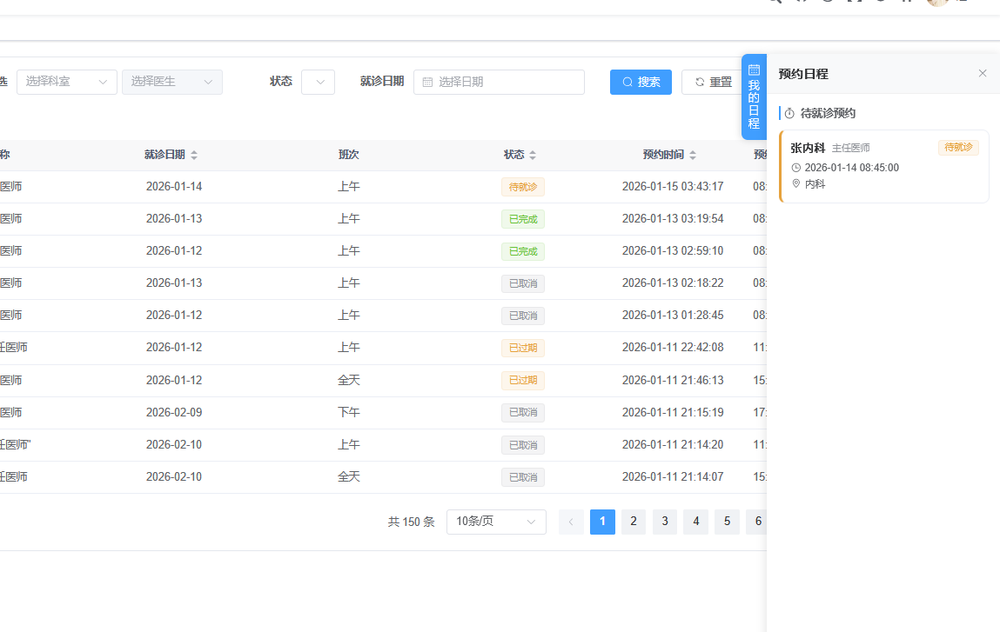 选 选择科室 选择医生 状态 就诊日期 选择日期 搜索 重置
我的日程
称 就诊日期 班次 状态 预约时间 预约
医师 2026-01-14 上午 待就诊 2026-01-15 03:43:17 08:
医师 2026-01-13 上午 已完成 2026-01-13 03:19:54 08:
医师 2026-01-12 上午 已完成 2026-01-13 02:59:10 08:
医师 2026-01-13 上午 已取消 2026-01-13 02:18:22 08:
医师 2026-01-12 上午 已取消 2026-01-13 01:28:45 08:
任医师 2026-01-12 上午 已过期 2026-01-11 22:42:08 11:
医师 2026-01-12 全天 已过期 2026-01-11 21:46:13 15:
医师 2026-02-09 下午 已取消 2026-01-11 21:15:19 17:
任医师" 2026-02-10 上午 已取消 2026-01-11 21:14:20 11:
任医师 2026-02-10 全天 已取消 2026-01-11 21:14:07 15:
共 150 条 10条/页 1 2 3 4 5 6
预约日程
待就诊预约
张内科 主任医师 待就诊
2026-01-14 08:45:00
内科